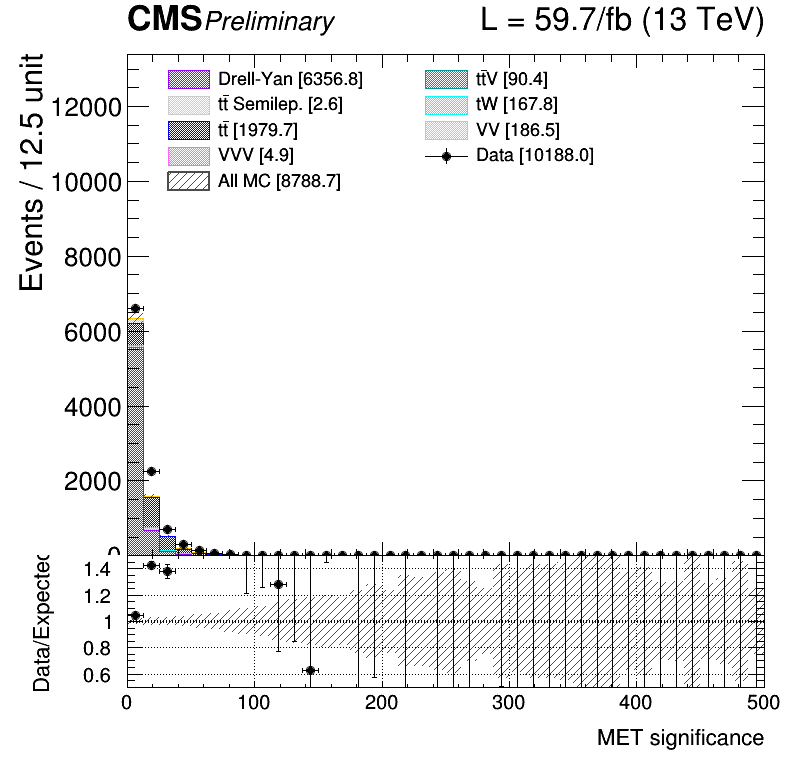 CMS Preliminary L = 59.7/fb (13 TeV)
Events / 12.5 unit
Drell-Yan [6356.8]
tt̄ Semilep. [2.6]
tt̄ [1979.7]
VVV [4.9]
All MC [8788.7]
tt̄V [90.4]
tW [167.8]
VV [186.5]
Data [10188.0]
12000
10000
8000
6000
4000
2000
0
Data/Expected
1.4
1.2
1
0.8
0.6
0 100 200 300 400 500
MET significance